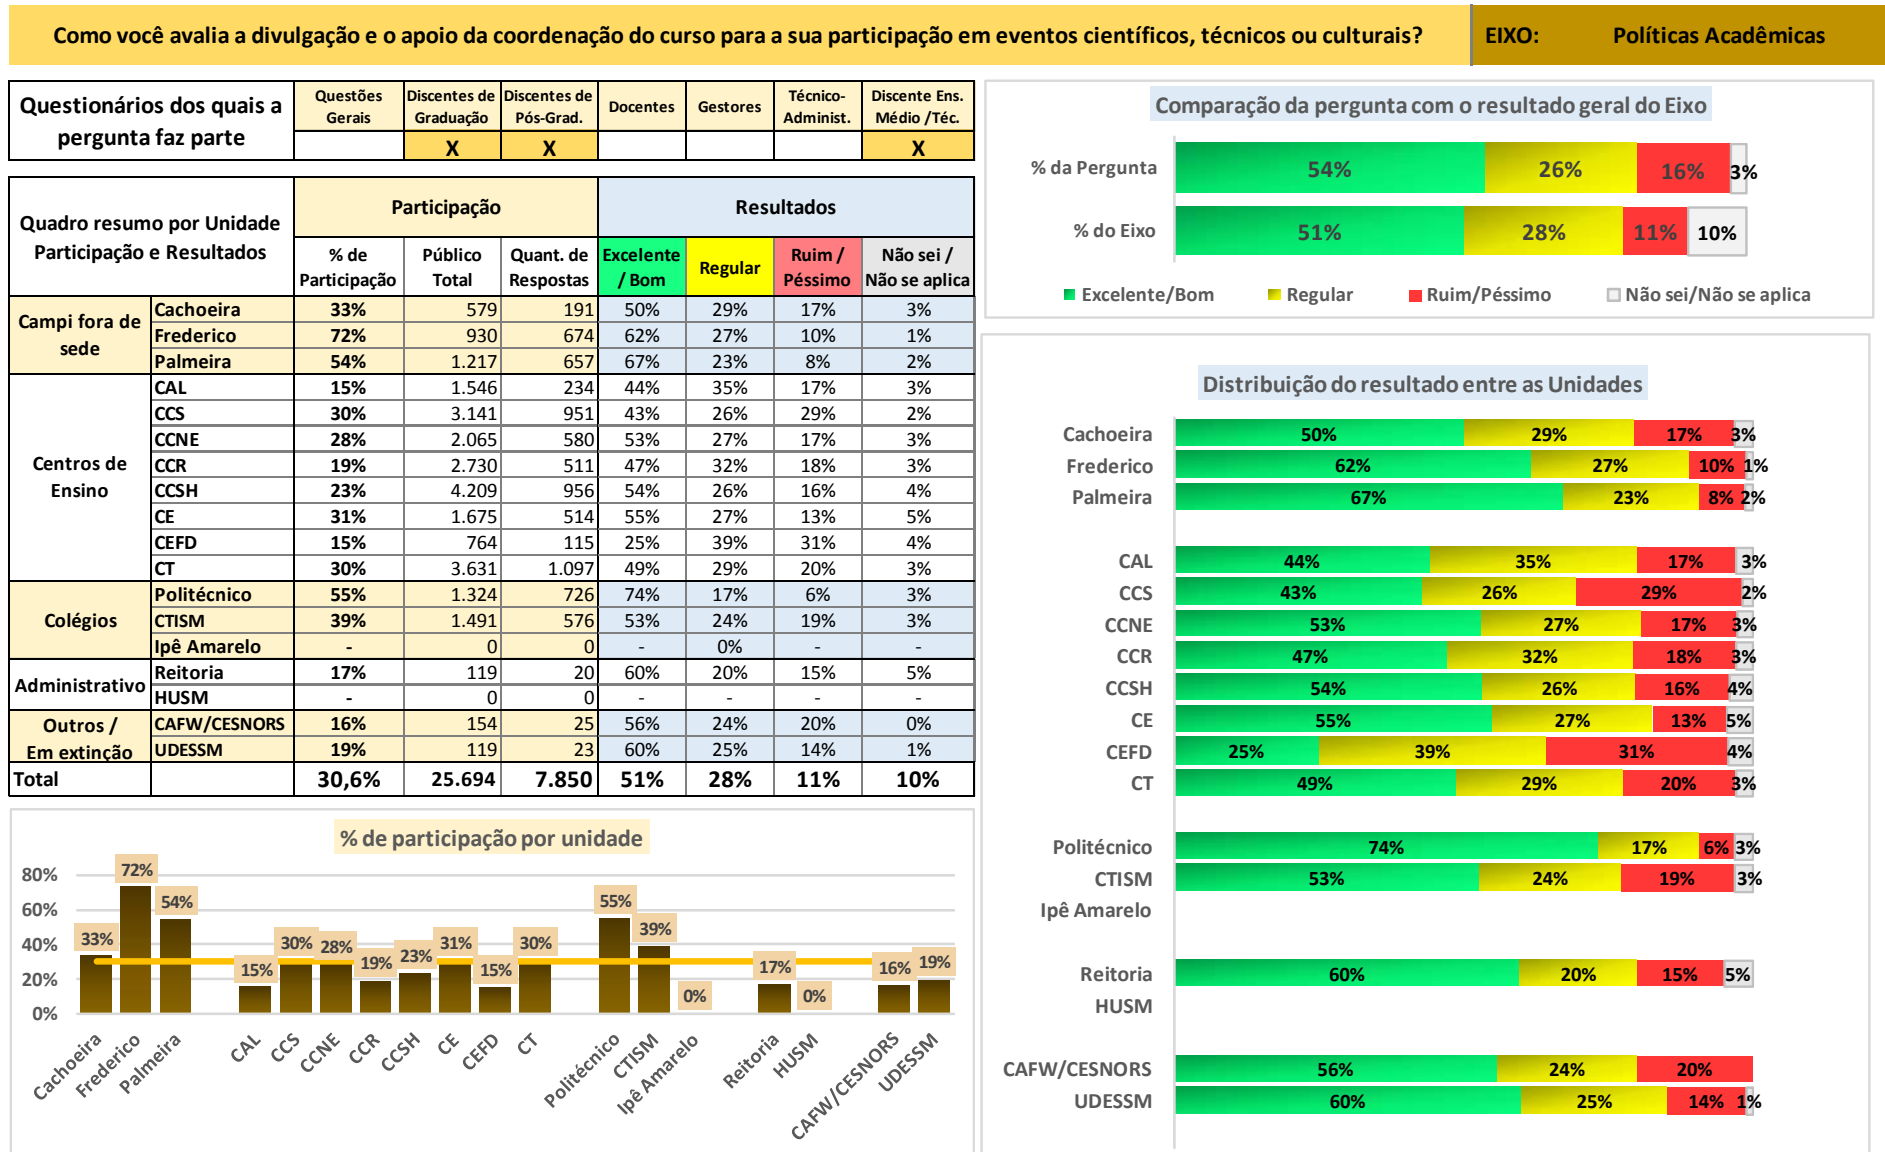 Como você avalia a divulgação e o apoio da coordenação do curso para a sua participação em eventos científicos, técnicos ou culturais?
EIXO: Políticas Acadêmicas
Questionários dos quais a pergunta faz parte
Questões Gerais
Discentes de Graduação
Discentes de Pós-Grad.
Docentes
Gestores
Técnico-Administ.
Discente Ens. Médio /Téc.
X X X
Quadro resumo por Unidade
Participação e Resultados
Participação
Resultados
% de Participação
Público Total
Quant. de Respostas
Excelente / Bom
Regular
Ruim / Péssimo
Não sei / Não se aplica
Campi fora de sede
Cachoeira 33% 579 191 50% 29% 17% 3%
Frederico 72% 930 674 62% 27% 10% 1%
Palmeira 54% 1.217 657 67% 23% 8% 2%
Centros de Ensino
CAL 15% 1.546 234 44% 35% 17% 3%
CCS 30% 3.141 951 43% 26% 29% 2%
CCNE 28% 2.065 580 53% 27% 17% 3%
CCR 19% 2.730 511 47% 32% 18% 3%
CCSH 23% 4.209 956 54% 26% 16% 4%
CE 31% 1.675 514 55% 27% 13% 5%
CEFD 15% 764 115 25% 39% 31% 4%
CT 30% 3.631 1.097 49% 29% 20% 3%
Colégios
Politécnico 55% 1.324 726 74% 17% 6% 3%
CTISM 39% 1.491 576 53% 24% 19% 3%
Ipê Amarelo - 0 0 - 0% - -
Administrativo
Reitoria 17% 119 20 60% 20% 15% 5%
HUSM - 0 0 - - - -
Outros / Em extinção
CAFW/CESNORS 16% 154 25 56% 24% 20% 0%
UDESSM 19% 119 23 60% 25% 14% 1%
Total 30,6% 25.694 7.850 51% 28% 11% 10%
% de participação por unidade
80%
60%
40%
20%
0%
33% 72% 54% 15% 30% 28% 19% 23% 31% 15% 30% 55% 39% 0% 17% 0% 16% 19%
Cachoeira
Frederico
Palmeira
CAL
CCS
CCNE
CCR
CCSH
CE
CEFD
CT
Politécnico
CTISM
Ipê Amarelo
Reitoria
HUSM
CAFW/CESNORS
UDESSM
Comparação da pergunta com o resultado geral do Eixo
% da Pergunta 54% 26% 16% 3%
% do Eixo 51% 28% 11% 10%
Excelente/Bom Regular Ruim/Péssimo Não sei/Não se aplica
Distribuição do resultado entre as Unidades
Cachoeira 50% 29% 17% 3%
Frederico 62% 27% 10% 1%
Palmeira 67% 23% 8% 2%
CAL 44% 35% 17% 3%
CCS 43% 26% 29% 2%
CCNE 53% 27% 17% 3%
CCR 47% 32% 18% 3%
CCSH 54% 26% 16% 4%
CE 55% 27% 13% 5%
CEFD 25% 39% 31% 4%
CT 49% 29% 20% 3%
Politécnico 74% 17% 6% 3%
CTISM 53% 24% 19% 3%
Ipê Amarelo
Reitoria 60% 20% 15% 5%
HUSM
CAFW/CESNORS 56% 24% 20%
UDESSM 60% 25% 14% 1%